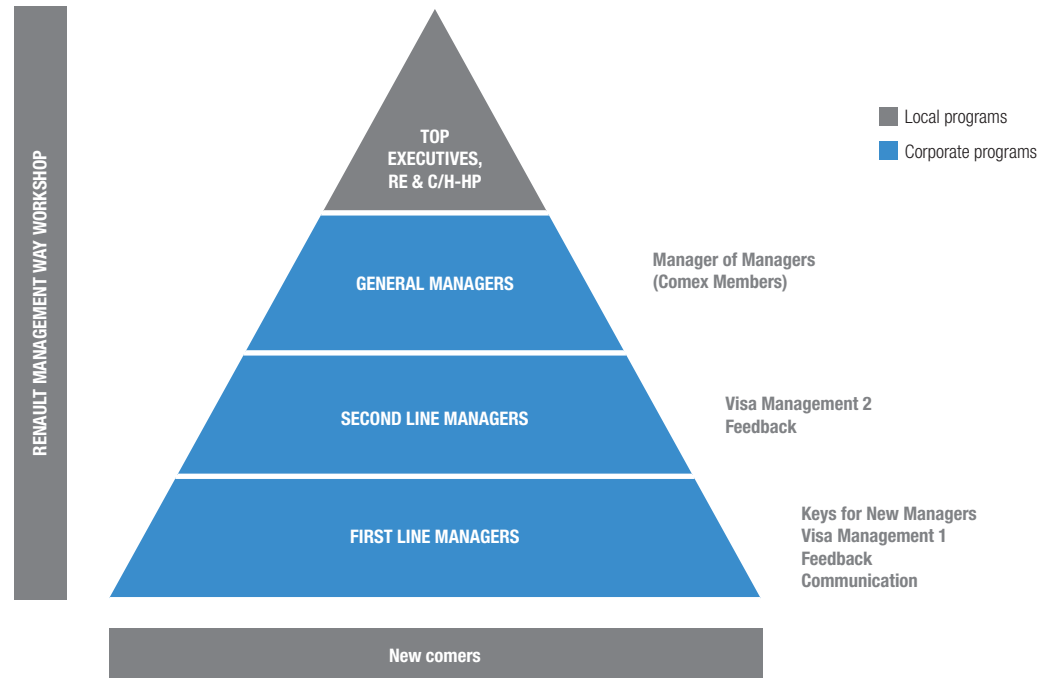 RENAULT MANAGEMENT WAY WORKSHOP
TOP
EXECUTIVES,
RE & C/H-HP
Local programs
Corporate programs
GENERAL MANAGERS
Manager of Managers
(Comex Members)
SECOND LINE MANAGERS
Visa Management 2
Feedback
FIRST LINE MANAGERS
Keys for New Managers
Visa Management 1
Feedback
Communication
New comers